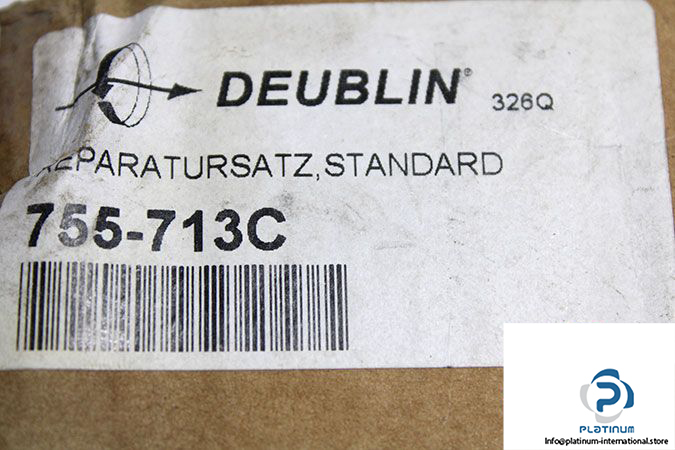 DEUBLIN® 326Q
REPARATURSATZ, STANDARD
755-713C
PLATINUM
Info@platinum-international.store